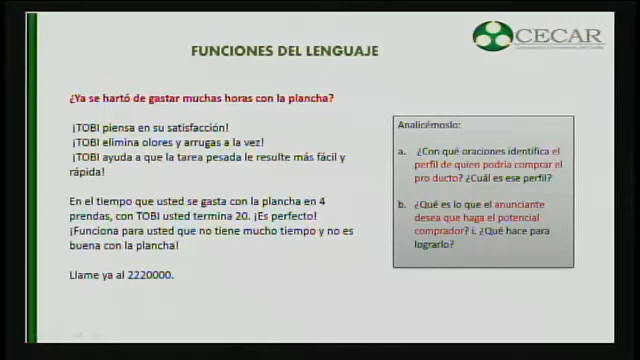 FUNCIONES DEL LENGUAJE
CECAR
¿Ya se hartó de gastar muchas horas con la plancha?
¡TOBI piensa en su satisfacción!
¡TOBI elimina olores y arrugas a la vez!
¡TOBI ayuda a que la tarea pesada le resulte más fácil y
rápida!
En el tiempo que usted se gasta con la plancha en 4
prendas, con TOBI usted termina 20. ¡Es perfecto!
¡Funciona para usted que no tiene mucho tiempo y no es
buena con la plancha!
Llame ya al 2220000.
Analicémoslo:
a. ¿Con qué oraciones identifica el
perfil de quien podría comprar el
pro ducto? ¿Cuál es ese perfil?
b. ¿Qué es lo que el anunciante
desea que haga el potencial
comprador? i. ¿Qué hace para
lograrlo?